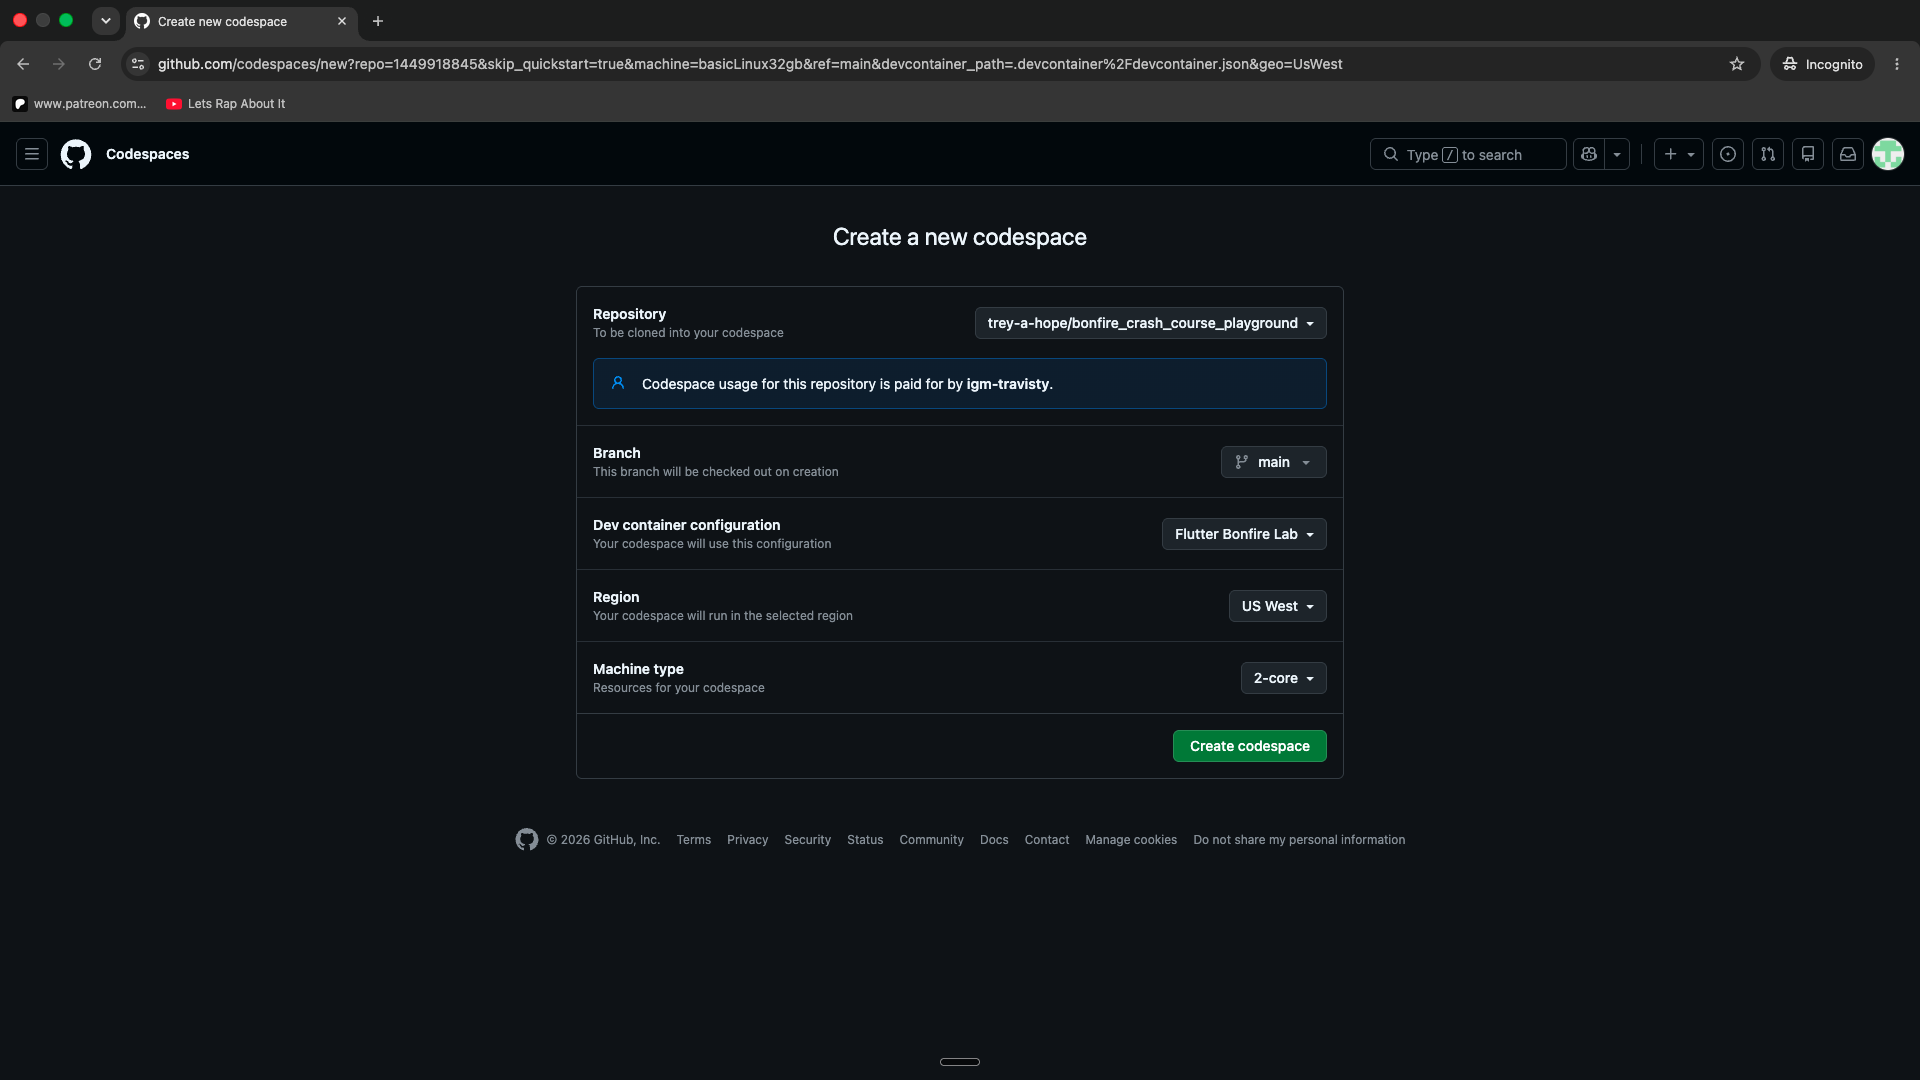 Create new codespace
github.com/codespaces/new?repo=1449918845&skip_quickstart=true&machine=basicLinux32gb&ref=main&devcontainer_path=.devcontainer%2Fdevcontainer.json&geo=UsWest
Incognito
www.patreon.com...
Lets Rap About It
Codespaces
Type / to search
Create a new codespace
Repository
To be cloned into your codespace
trey-a-hope/bonfire_crash_course_playground
Codespace usage for this repository is paid for by igm-travisty.
Branch
This branch will be checked out on creation
main
Dev container configuration
Your codespace will use this configuration
Flutter Bonfire Lab
Region
Your codespace will run in the selected region
US West
Machine type
Resources for your codespace
2-core
Create codespace
© 2026 GitHub, Inc. Terms Privacy Security Status Community Docs Contact Manage cookies Do not share my personal information